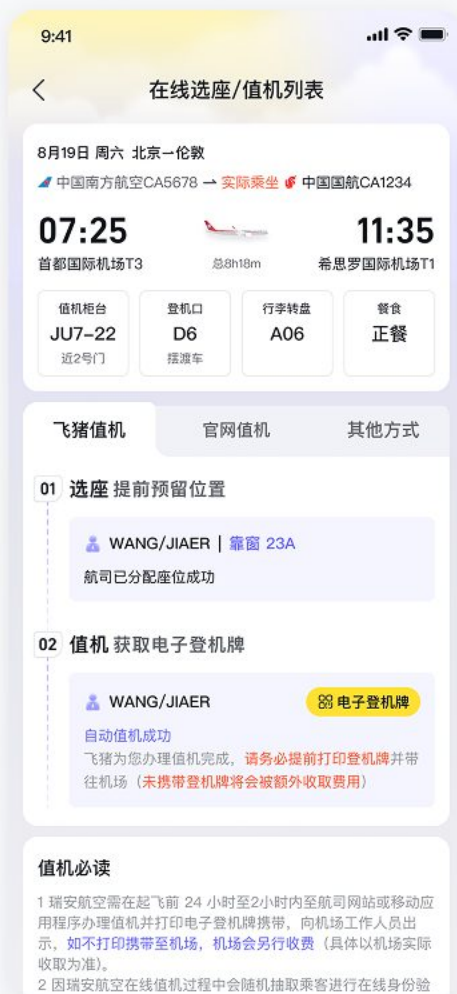 9:41
在线选座/值机列表
8月19日 周六 北京⇀伦敦
中国南方航空CA5678 ⇀ 实际乘坐 中国国航CA1234
07:25 11:35
首都国际机场T3 总8h18m 希思罗国际机场T1
值机柜台 登机口 行李转盘 餐食
JU7-22 D6 A06 正餐
近2号门 摆渡车
飞猪值机 官网值机 其他方式
01 选座 提前预留位置
WANG/JIAER | 靠窗 23A
航司已分配座位成功
02 值机 获取电子登机牌
WANG/JIAER 电子登机牌
自动值机成功
飞猪为您办理值机完成，请务必提前打印登机牌并带
往机场（未携带登机牌将会被额外收取费用）
值机必读
1 瑞安航空需在起飞前 24 小时至2小时内至航司网站或移动应
用程序办理值机并打印电子登机牌携带，向机场工作人员出
示，如不打印携带至机场，机场会另行收费（具体以机场实际
收取为准）。
2 因瑞安航空在线值机过程中会随机抽取乘客进行在线身份验